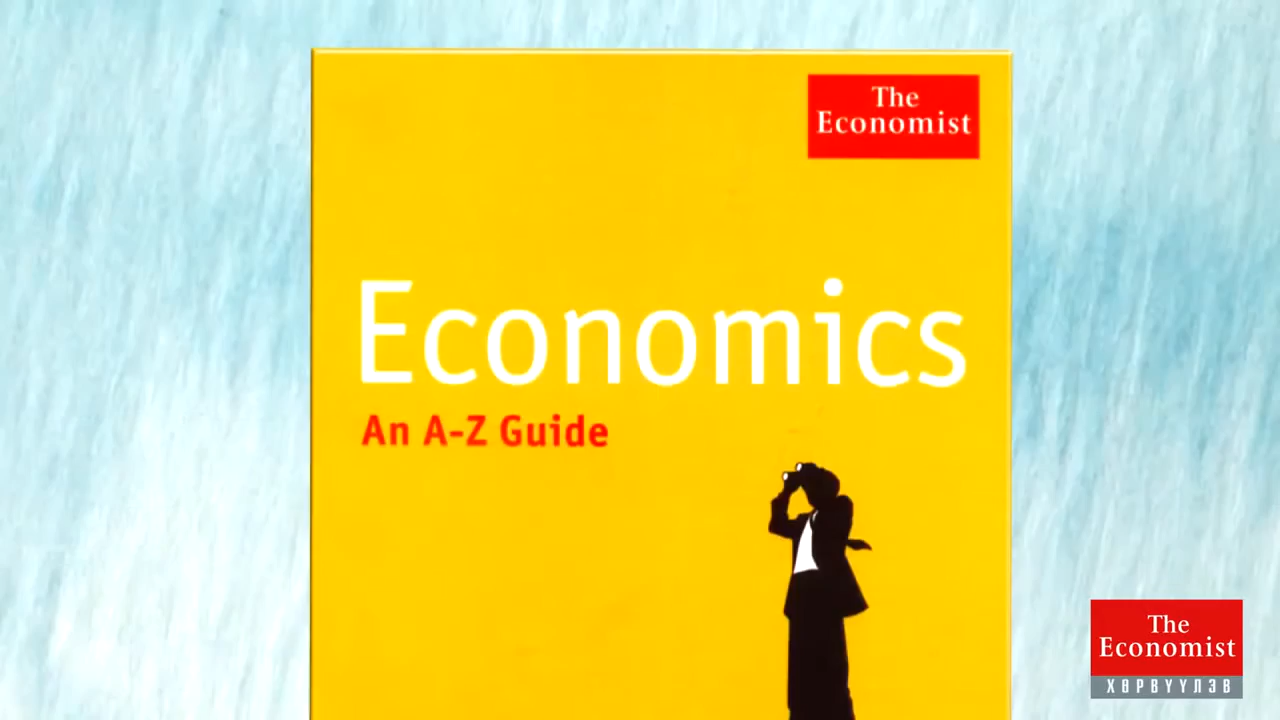 The
Economist
Economics
An A-Z Guide
The
Economist
ХӨРВҮҮЛЭВ